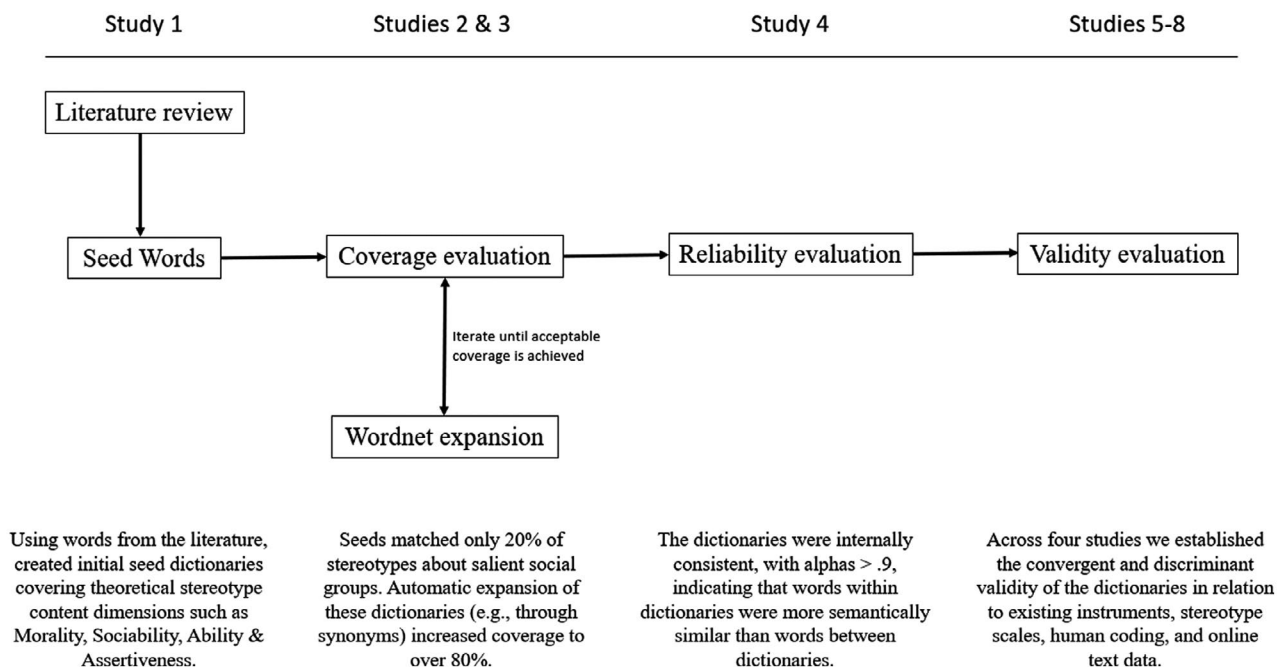 Study 1
Studies 2 & 3
Study 4
Studies 5-8
Literature review
Seed Words
Coverage evaluation
Reliability evaluation
Validity evaluation
Iterate until acceptable
coverage is achieved
Wordnet expansion
Using words from the literature,
created initial seed dictionaries
covering theoretical stereotype
content dimensions such as
Morality, Sociability, Ability &
Assertiveness.
Seeds matched only 20% of
stereotypes about salient social
groups. Automatic expansion of
these dictionaries (e.g., through
synonyms) increased coverage to
over 80%.
The dictionaries were internally
consistent, with alphas > .9,
indicating that words within
dictionaries were more semantically
similar than words between
dictionaries.
Across four studies we established
the convergent and discriminant
validity of the dictionaries in relation
to existing instruments, stereotype
scales, human coding, and online
text data.